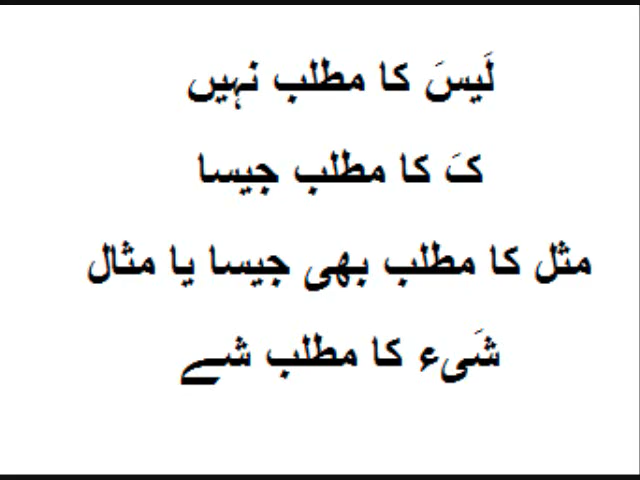 لَیسَ کا مطلب نہیں
کَ کا مطلب جیسا
مثل کا مطلب بھی جیسا یا مثال
شَیء کا مطلب شے